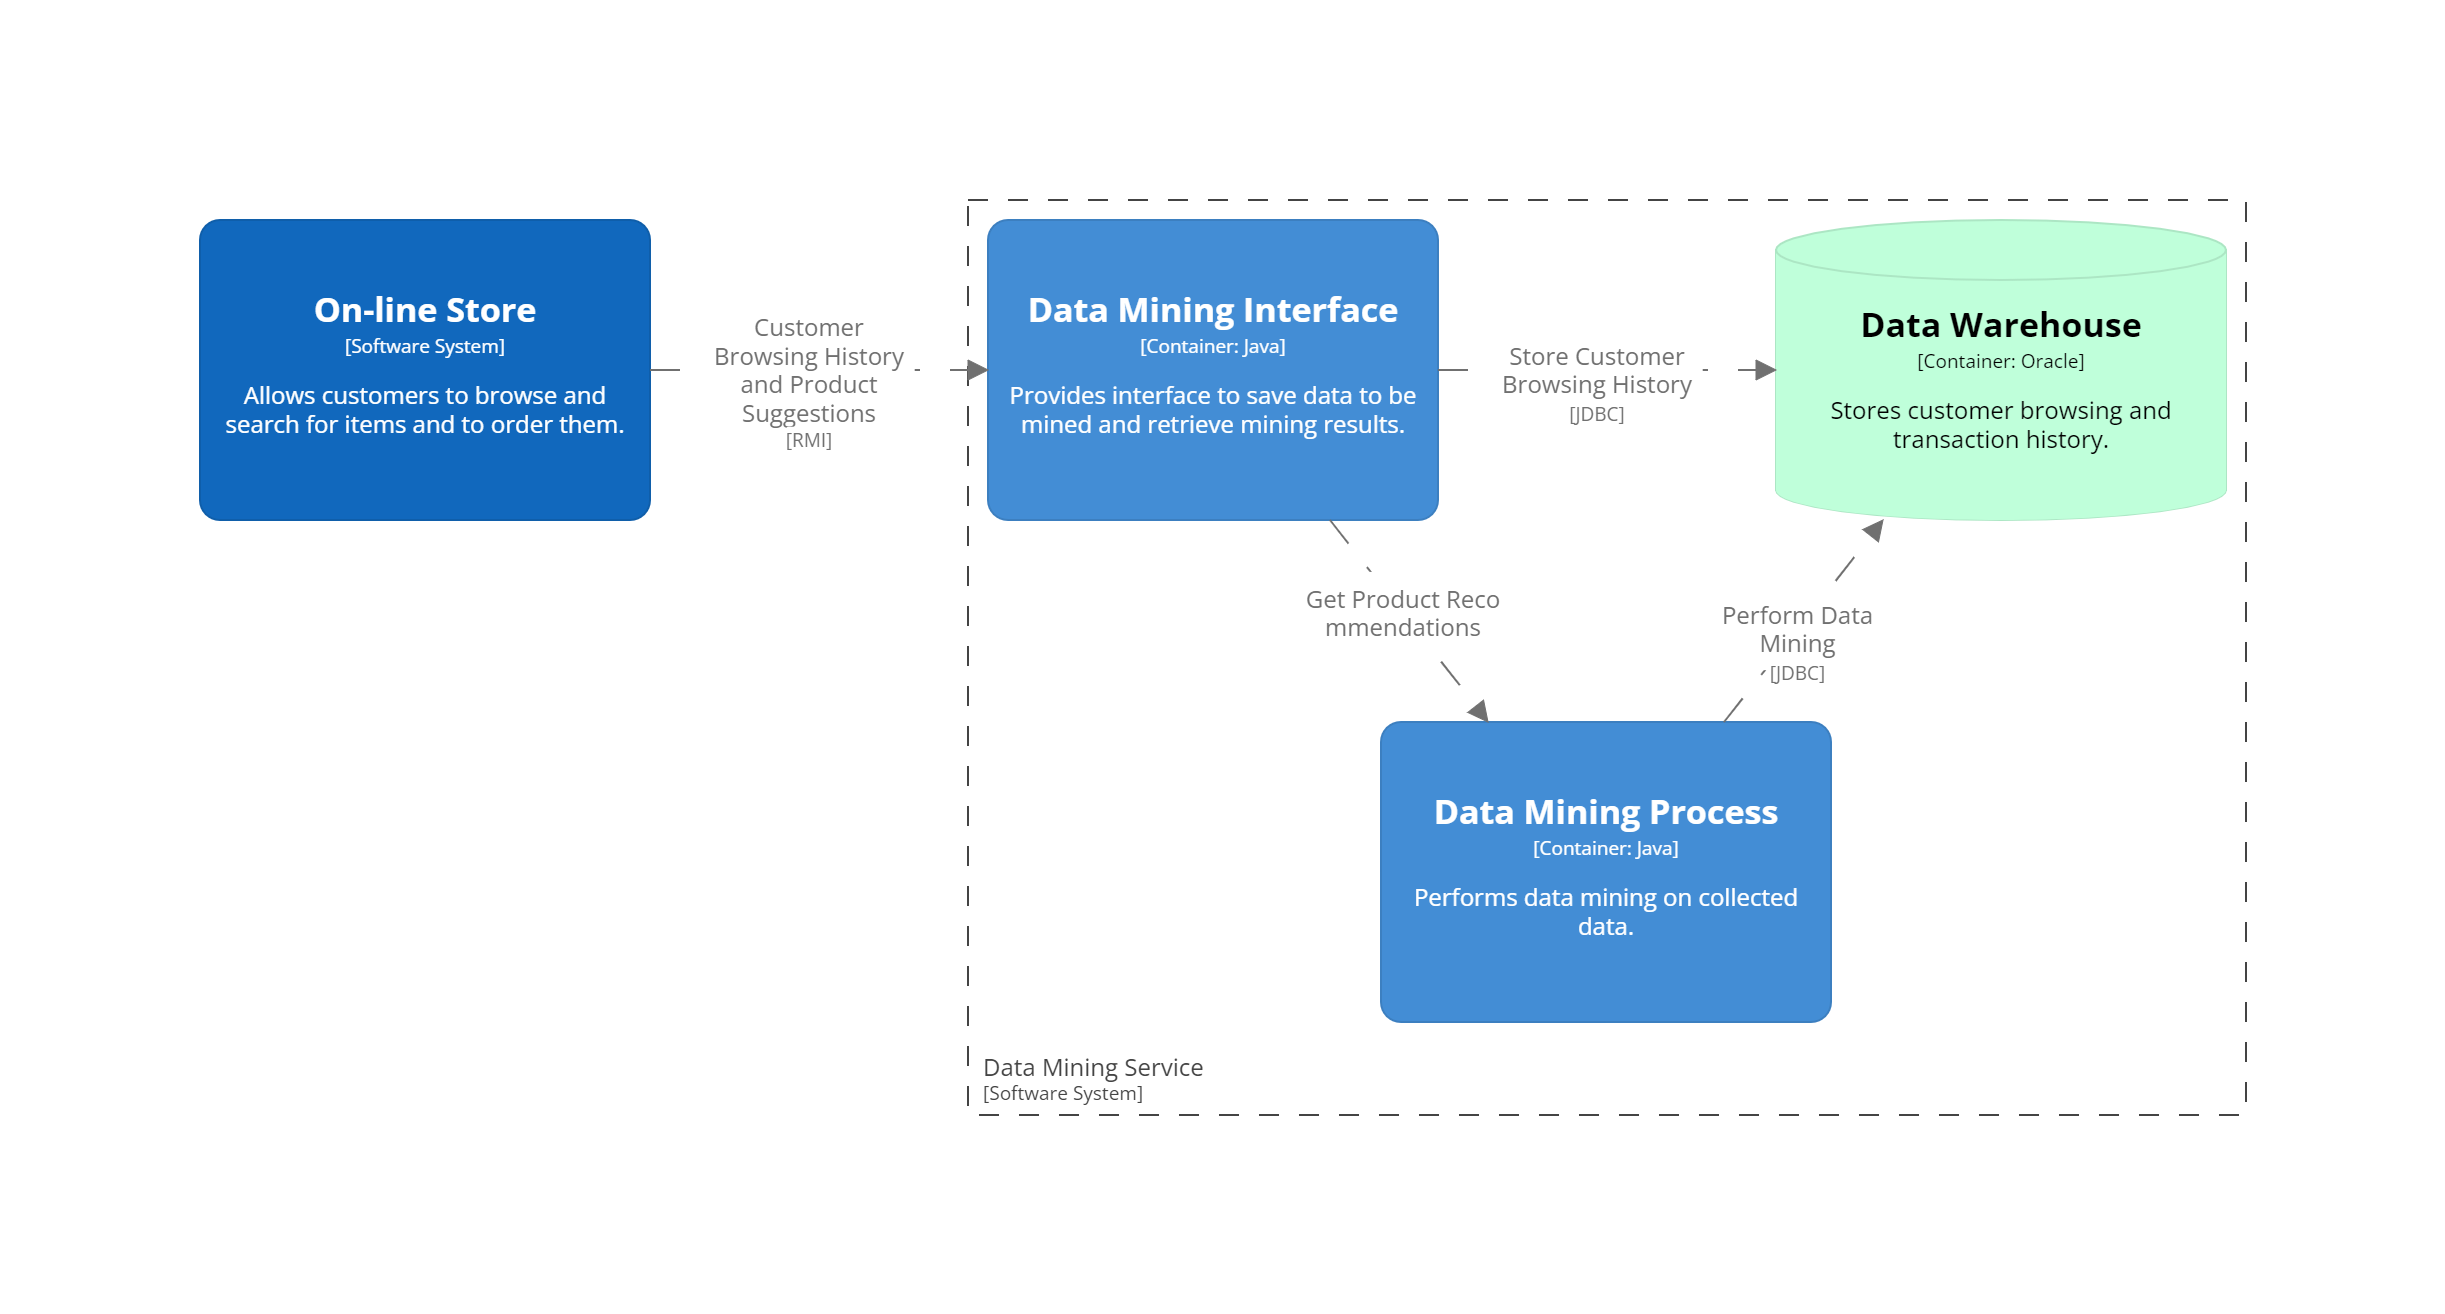 On-line Store
[Software System]
Allows customers to browse and
search for items and to order them.
Customer
Browsing History
and Product
Suggestions
[RMI]
Data Mining Interface
[Container: Java]
Provides interface to save data to be
mined and retrieve mining results.
Store Customer
Browsing History
[JDBC]
Data Warehouse
[Container: Oracle]
Stores customer browsing and
transaction history.
Get Product Reco
mmendations
Perform Data
Mining
[JDBC]
Data Mining Process
[Container: Java]
Performs data mining on collected
data.
Data Mining Service
[Software System]